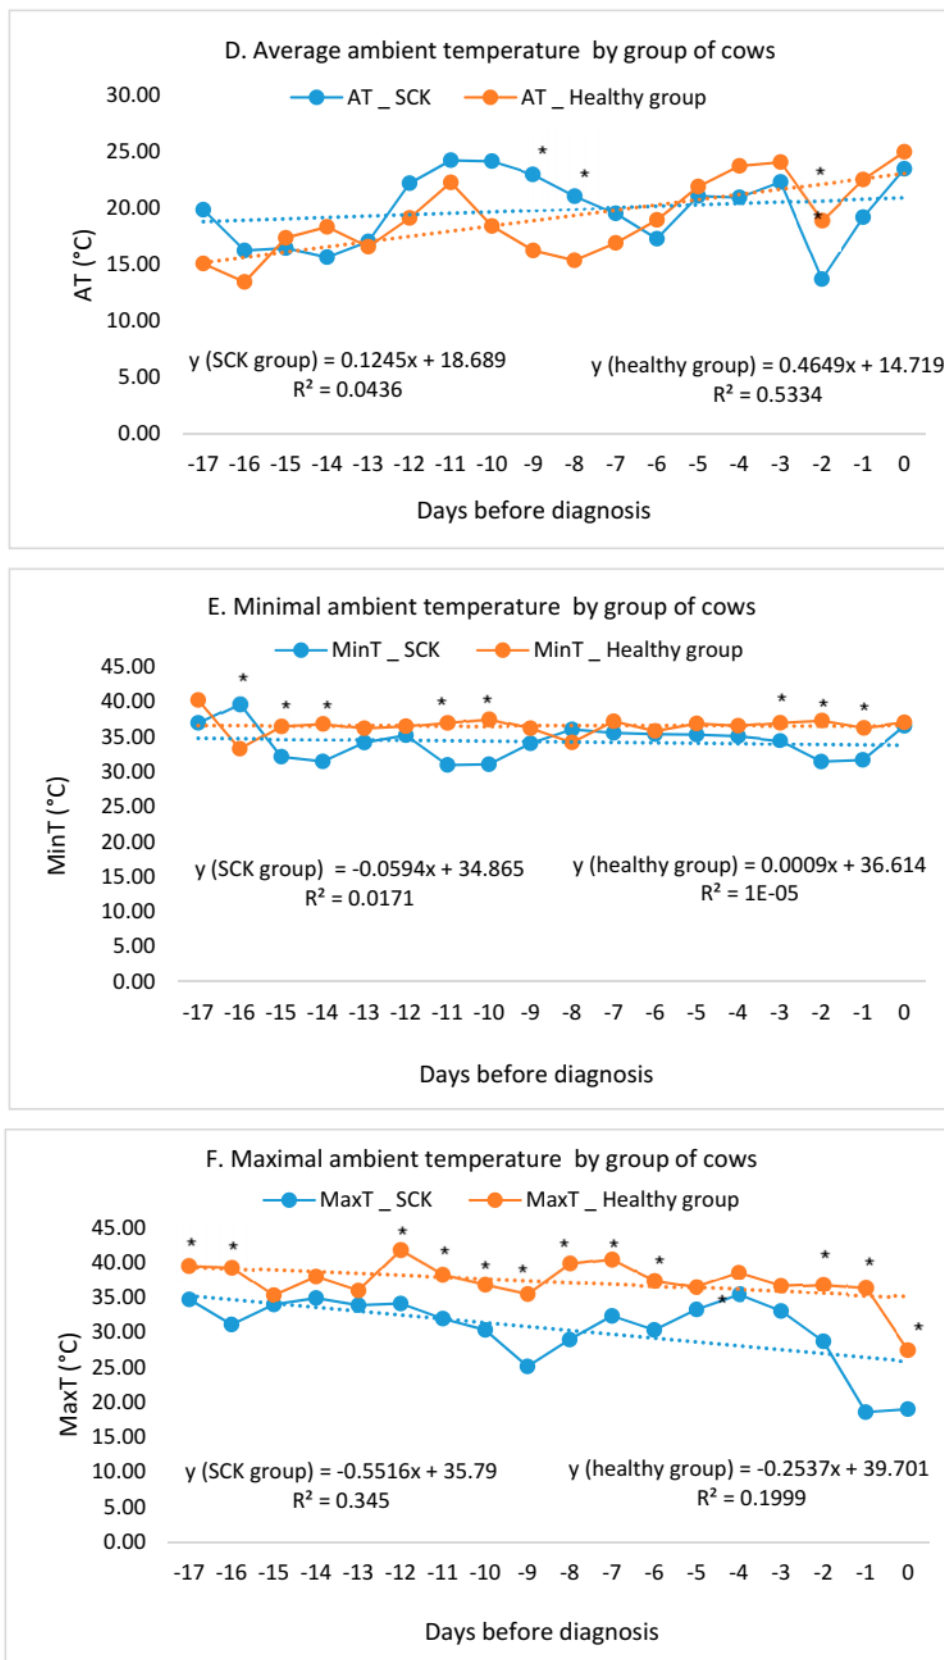 D. Average ambient temperature by group of cows
AT _ SCK AT _ Healthy group
30.00
25.00
20.00
15.00
10.00
5.00
0.00
AT (°C)
* * * *
y (SCK group) = 0.1245x + 18.689
R² = 0.0436
y (healthy group) = 0.4649x + 14.719
R² = 0.5334
-17 -16 -15 -14 -13 -12 -11 -10 -9 -8 -7 -6 -5 -4 -3 -2 -1 0
Days before diagnosis
E. Minimal ambient temperature by group of cows
MinT _ SCK MinT _ Healthy group
45.00
40.00
35.00
30.00
25.00
20.00
15.00
10.00
5.00
0.00
MinT (°C)
* * * * * * * *
y (SCK group) = -0.0594x + 34.865
R² = 0.0171
y (healthy group) = 0.0009x + 36.614
R² = 1E-05
-17 -16 -15 -14 -13 -12 -11 -10 -9 -8 -7 -6 -5 -4 -3 -2 -1 0
Days before diagnosis
F. Maximal ambient temperature by group of cows
MaxT _ SCK MaxT _ Healthy group
45.00
40.00
35.00
30.00
25.00
20.00
15.00
10.00
5.00
0.00
MaxT (°C)
* * * * * * * * * * * * *
y (SCK group) = -0.5516x + 35.79
R² = 0.345
y (healthy group) = -0.2537x + 39.701
R² = 0.1999
-17 -16 -15 -14 -13 -12 -11 -10 -9 -8 -7 -6 -5 -4 -3 -2 -1 0
Days before diagnosis